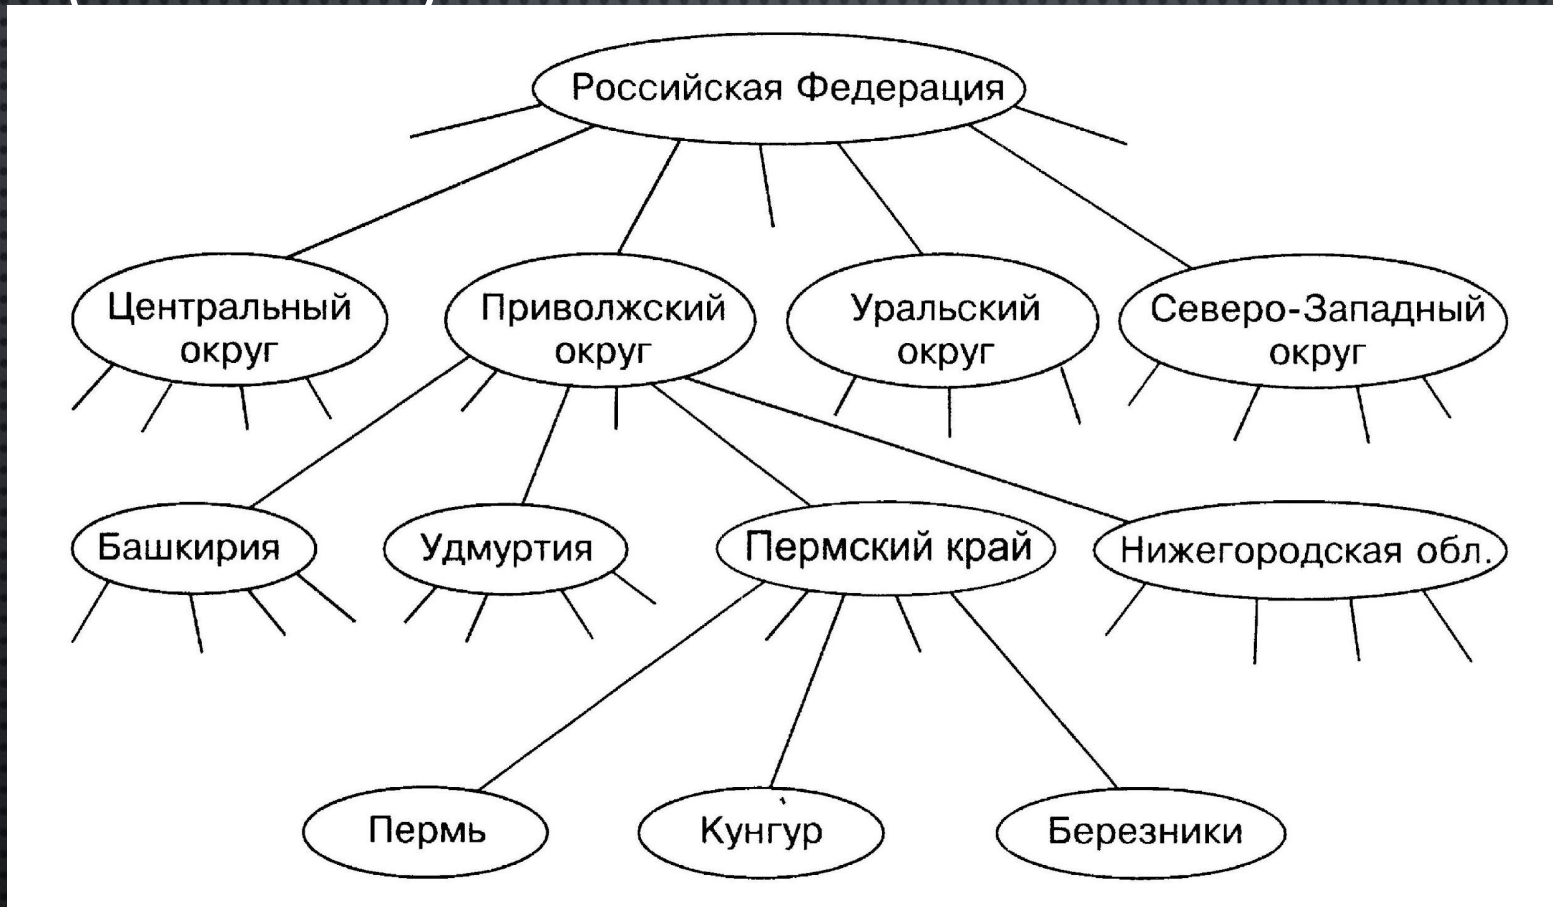 Российская Федерация
Центральный
округ
Приволжский
округ
Уральский
округ
Северо-Западный
округ
Башкирия
Удмуртия
Пермский край
Нижегородская обл.
Пермь
Кунгур
Березники